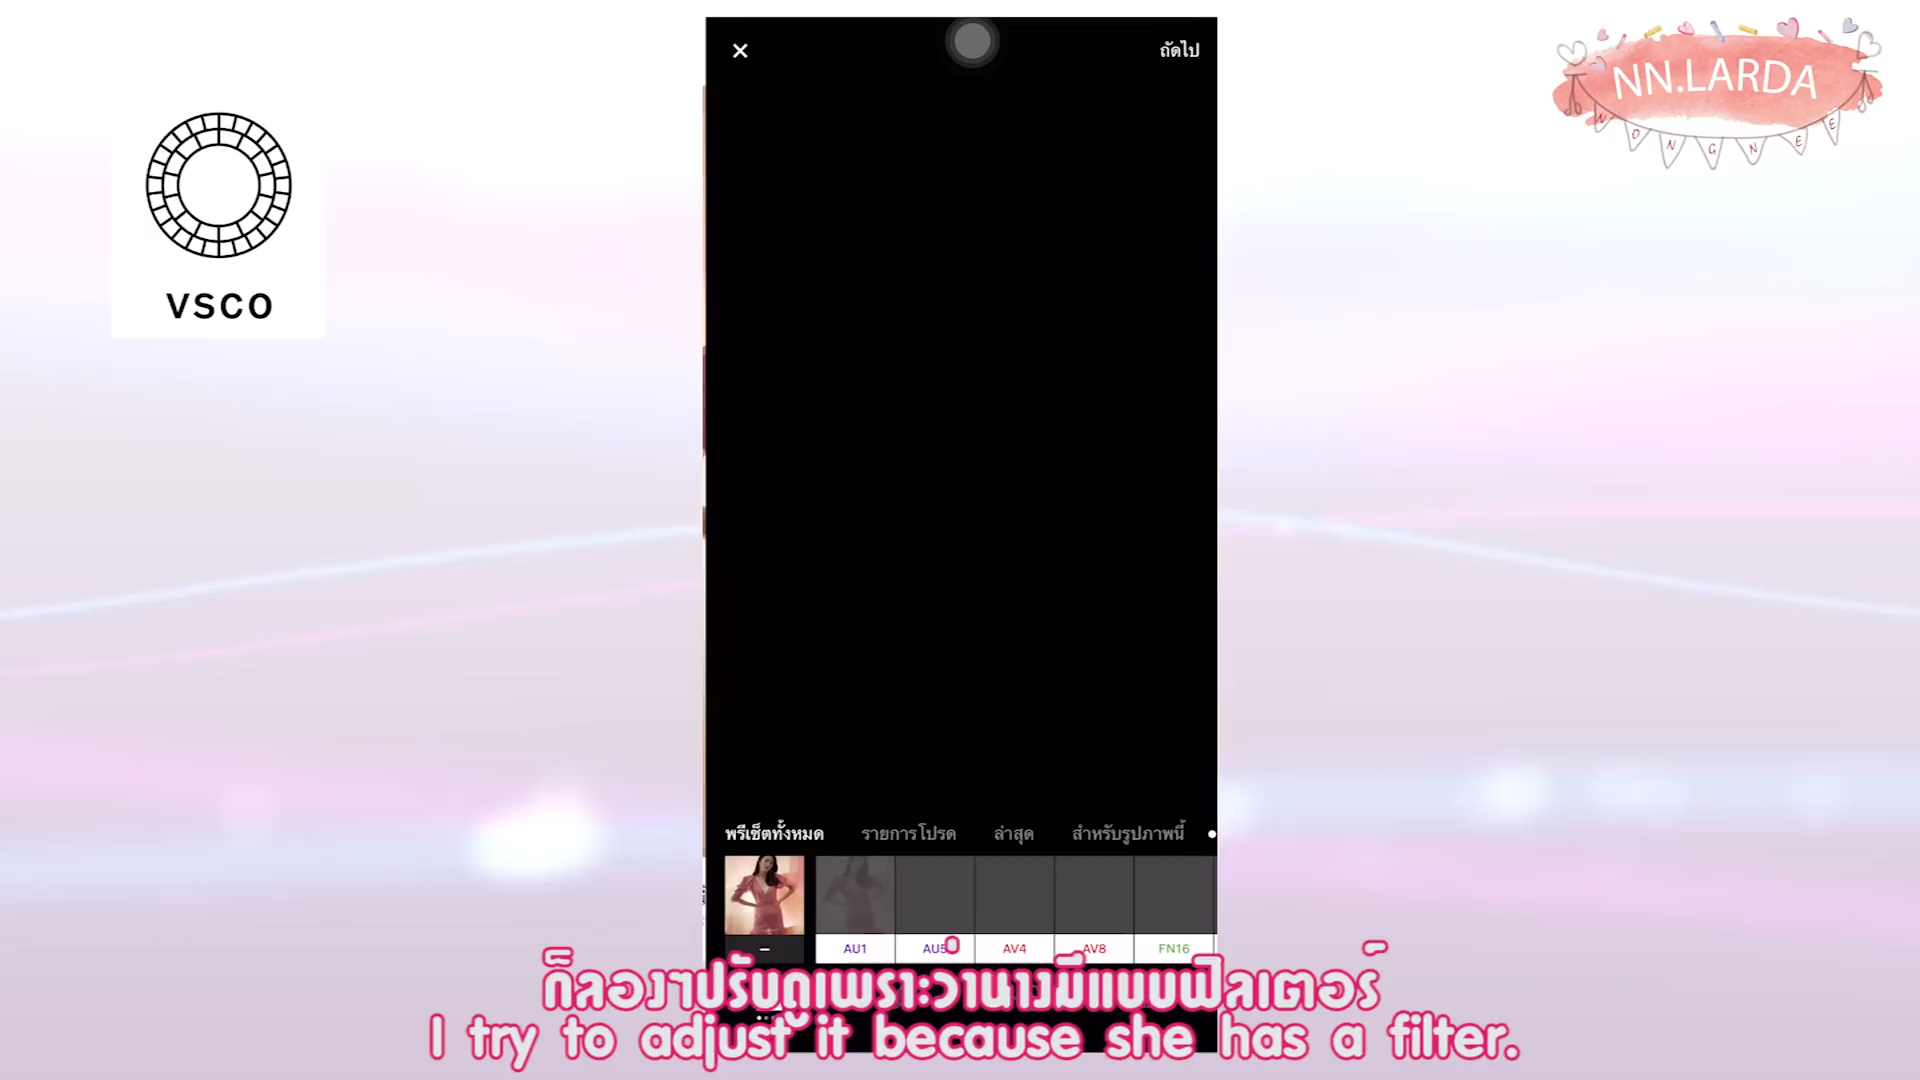 ถัดไป
NN.LARDA
NONGNEE
VSCO
พรีเซ็ตทั้งหมด รายการโปรด ล่าสุด สำหรับรูปภาพนี้
AU1 AU5 AV4 AV8 FN16
ก็ลองๆปรับดูเพราะว่านางมีแบบฟิลเตอร์
I try to adjust it because she has a filter.